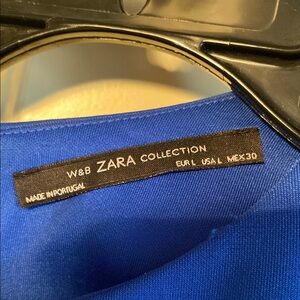 W&B ZARA COLLECTION
MADE IN PORTUGAL EUR L USA L MEX 30